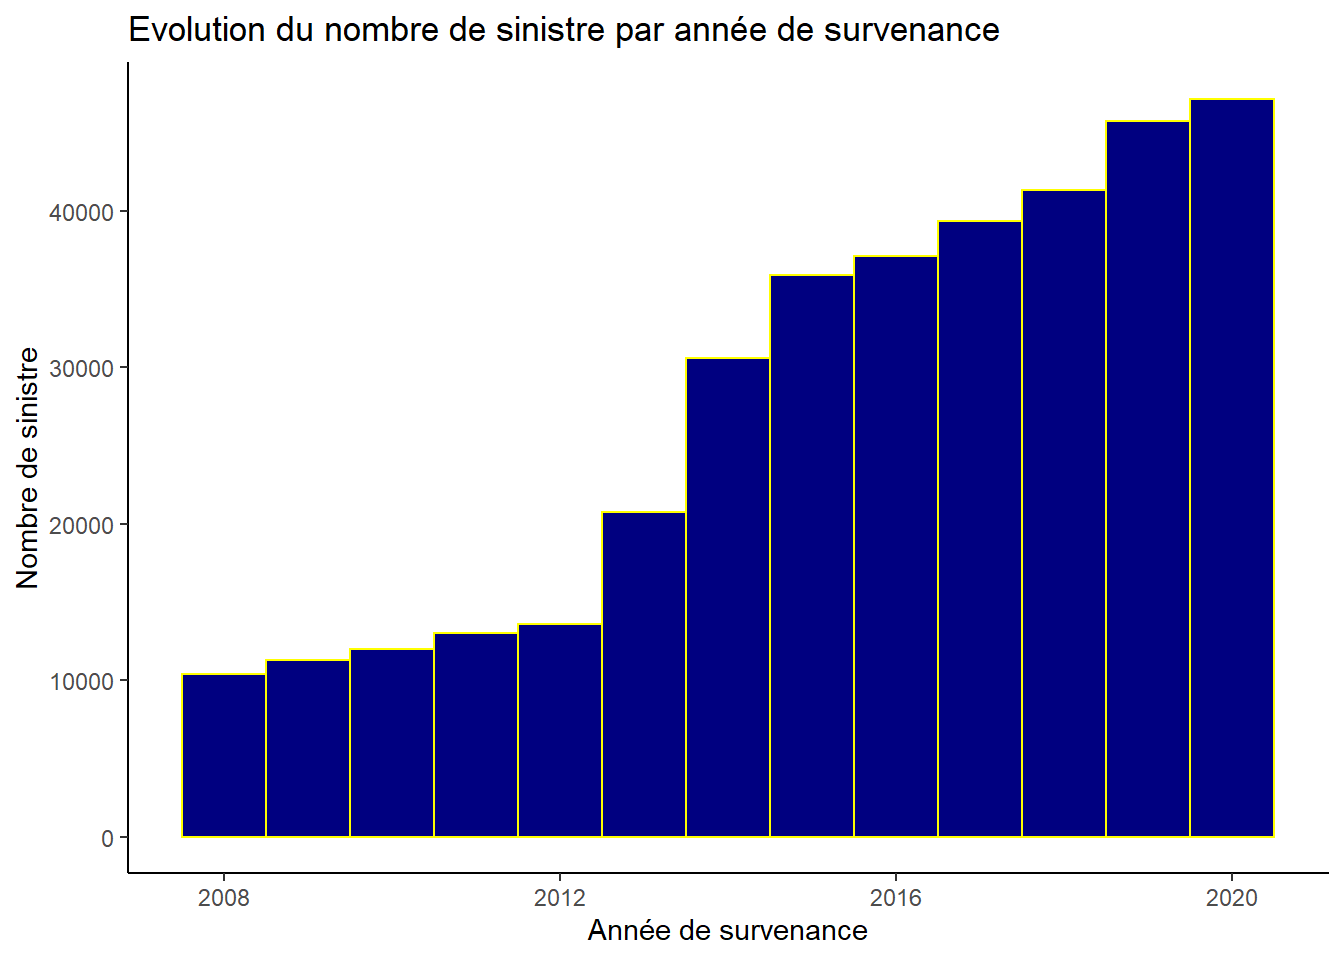 Evolution du nombre de sinistre par année de survenance
Nombre de sinistre
40000
30000
20000
10000
0
2008 2012 2016 2020
Année de survenance